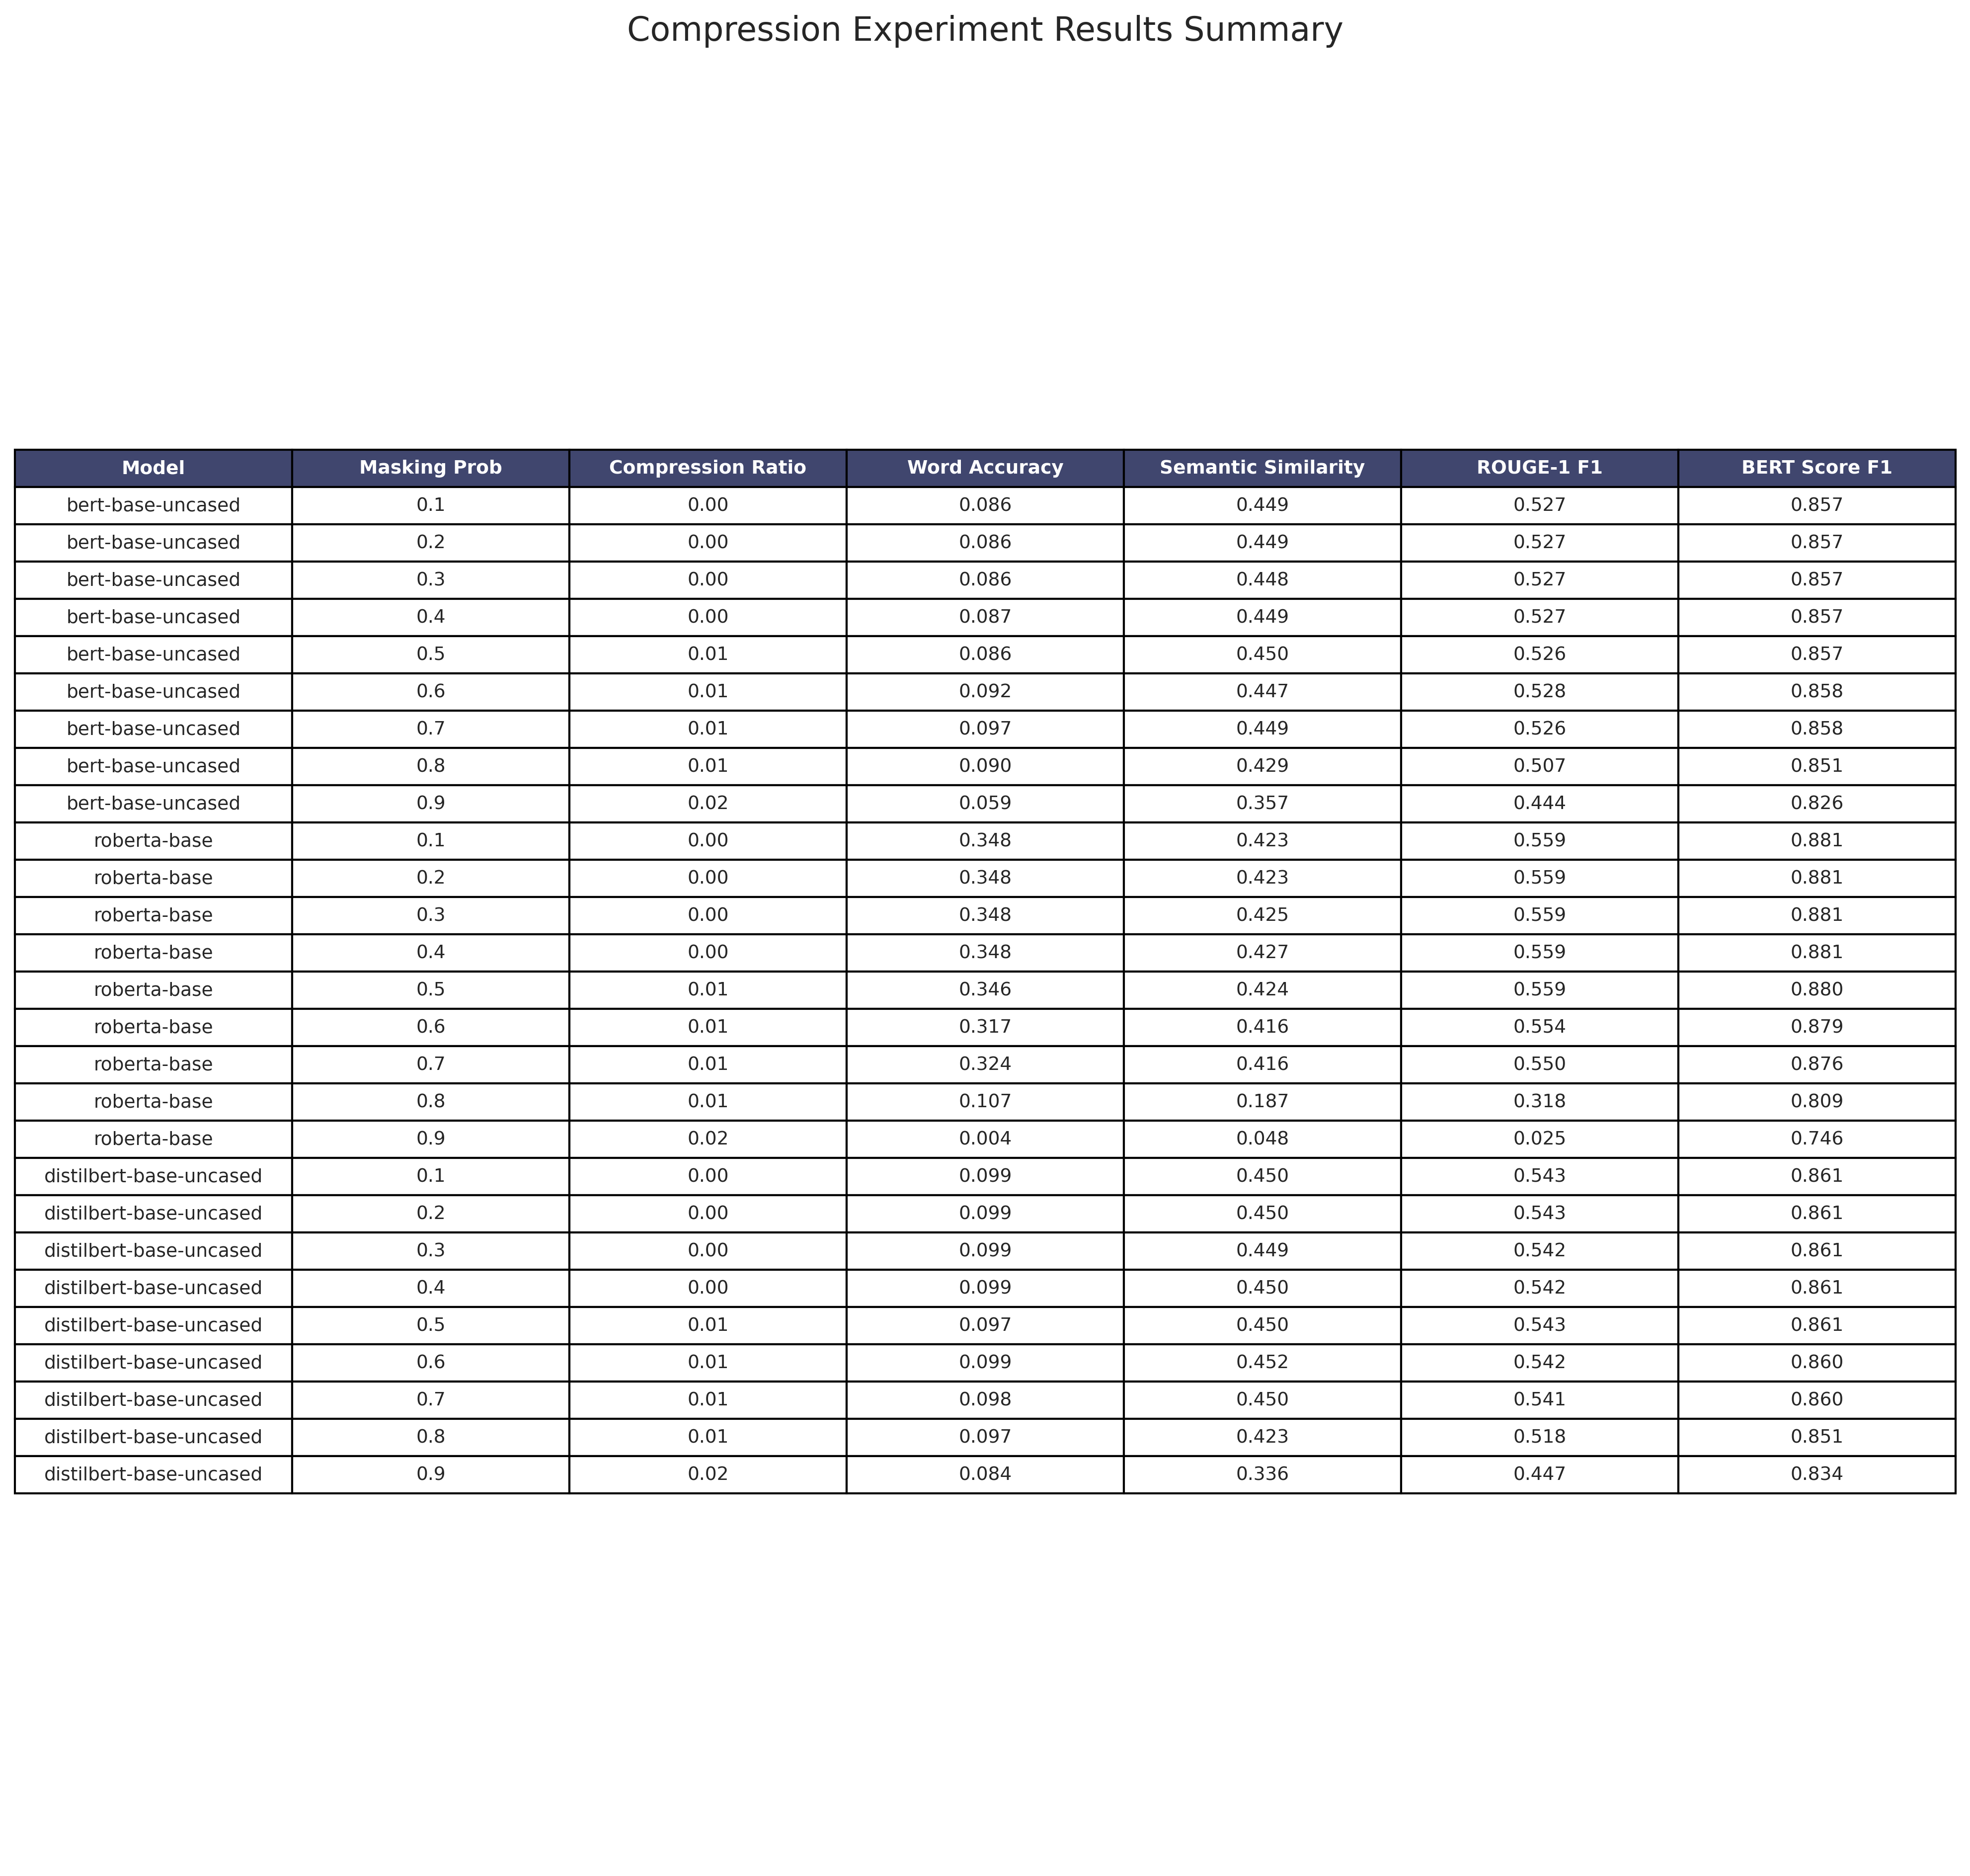 Compression Experiment Results Summary
Model Masking Prob Compression Ratio Word Accuracy Semantic Similarity ROUGE-1 F1 BERT Score F1
bert-base-uncased 0.1 0.00 0.086 0.449 0.527 0.857
bert-base-uncased 0.2 0.00 0.086 0.449 0.527 0.857
bert-base-uncased 0.3 0.00 0.086 0.448 0.527 0.857
bert-base-uncased 0.4 0.00 0.087 0.449 0.527 0.857
bert-base-uncased 0.5 0.01 0.086 0.450 0.526 0.857
bert-base-uncased 0.6 0.01 0.092 0.447 0.528 0.858
bert-base-uncased 0.7 0.01 0.097 0.449 0.526 0.858
bert-base-uncased 0.8 0.01 0.090 0.429 0.507 0.851
bert-base-uncased 0.9 0.02 0.059 0.357 0.444 0.826
roberta-base 0.1 0.00 0.348 0.423 0.559 0.881
roberta-base 0.2 0.00 0.348 0.423 0.559 0.881
roberta-base 0.3 0.00 0.348 0.425 0.559 0.881
roberta-base 0.4 0.00 0.348 0.427 0.559 0.881
roberta-base 0.5 0.01 0.346 0.424 0.559 0.880
roberta-base 0.6 0.01 0.317 0.416 0.554 0.879
roberta-base 0.7 0.01 0.324 0.416 0.550 0.876
roberta-base 0.8 0.01 0.107 0.187 0.318 0.809
roberta-base 0.9 0.02 0.004 0.048 0.025 0.746
distilbert-base-uncased 0.1 0.00 0.099 0.450 0.543 0.861
distilbert-base-uncased 0.2 0.00 0.099 0.450 0.543 0.861
distilbert-base-uncased 0.3 0.00 0.099 0.449 0.542 0.861
distilbert-base-uncased 0.4 0.00 0.099 0.450 0.542 0.861
distilbert-base-uncased 0.5 0.01 0.097 0.450 0.543 0.861
distilbert-base-uncased 0.6 0.01 0.099 0.452 0.542 0.860
distilbert-base-uncased 0.7 0.01 0.098 0.450 0.541 0.860
distilbert-base-uncased 0.8 0.01 0.097 0.423 0.518 0.851
distilbert-base-uncased 0.9 0.02 0.084 0.336 0.447 0.834